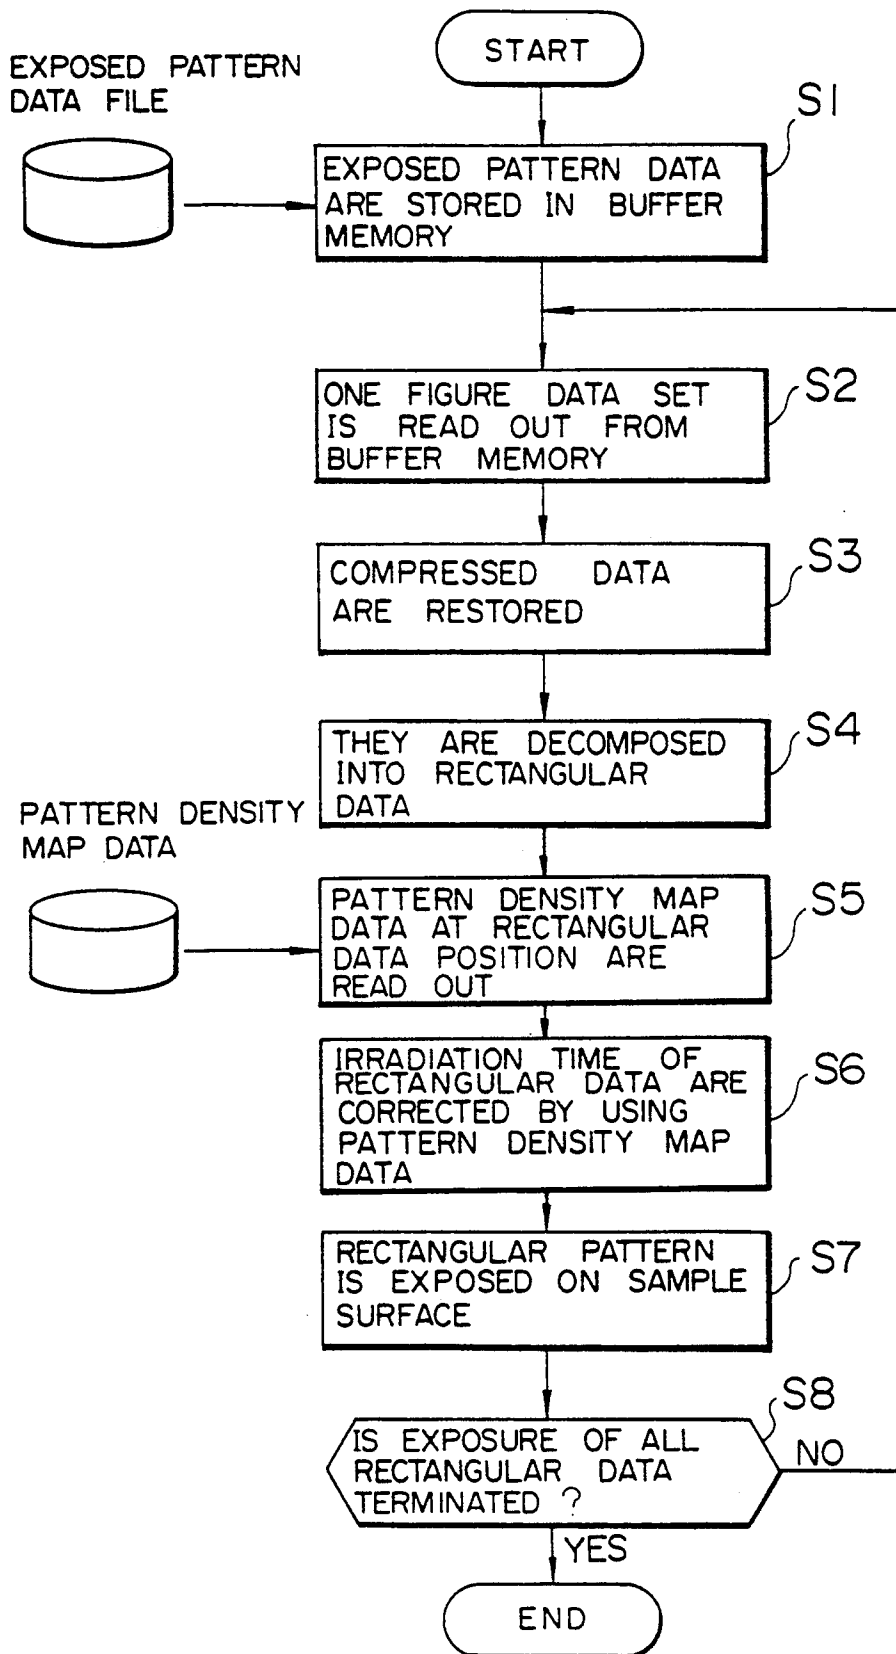 START
EXPOSED PATTERN
DATA FILE
S1
EXPOSED PATTERN DATA
ARE STORED IN BUFFER
MEMORY
S2
ONE FIGURE DATA SET
IS READ OUT FROM
BUFFER MEMORY
S3
COMPRESSED DATA
ARE RESTORED
S4
THEY ARE DECOMPOSED
INTO RECTANGULAR
DATA
PATTERN DENSITY
MAP DATA
S5
PATTERN DENSITY MAP
DATA AT RECTANGULAR
DATA POSITION ARE
READ OUT
S6
IRRADIATION TIME OF
RECTANGULAR DATA ARE
CORRECTED BY USING
PATTERN DENSITY MAP
DATA
S7
RECTANGULAR PATTERN
IS EXPOSED ON SAMPLE
SURFACE
S8
IS EXPOSURE OF ALL
RECTANGULAR DATA
TERMINATED ?
NO
YES
END